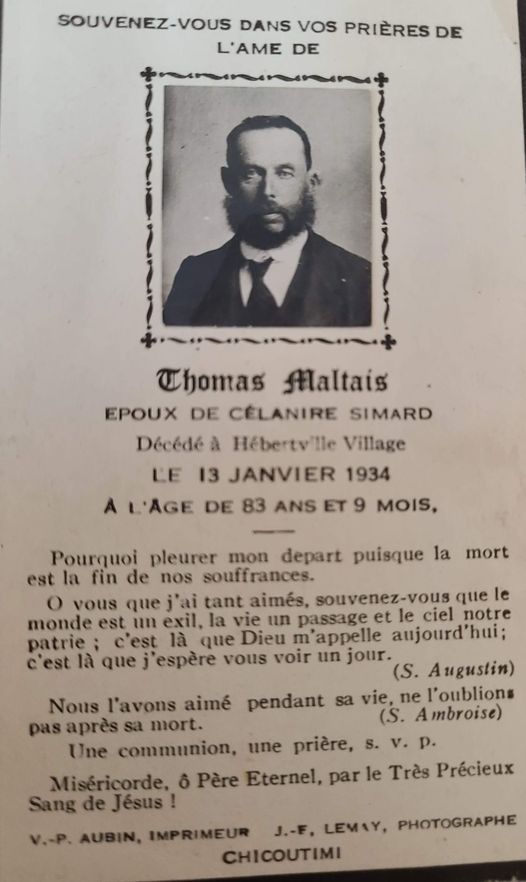 SOUVENEZ-VOUS DANS VOS PRIÈRES DE
L'AME DE
Thomas Maltais
EPOUX DE CÉLANIRE SIMARD
Décédé à Hébertv'lle Village
LE 13 JANVIER 1934
À L'ÂGE DE 83 ANS ET 9 MOIS.
Pourquoi pleurer mon depart puisque la mort
est la fin de nos souffrances.
O vous que j'ai tant aimés, souvenez-vous que le
monde est un exil, la vie un passage et le ciel notre
patrie ; c'est là que Dieu m'appelle aujourd'hui;
c'est là que j'espère vous voir un jour.
(S. Augustin)
Nous l'avons aimé pendant sa vie, ne l'oublions
pas après sa mort. (S. Ambroise)
Une communion, une prière, s. v. p.
Miséricorde, ô Père Eternel, par le Très Précieux
Sang de Jésus !
V.-P. AUBIN, IMPRIMEUR J.-F, LEMAY, PHOTOGRAPHE
CHICOUTIMI